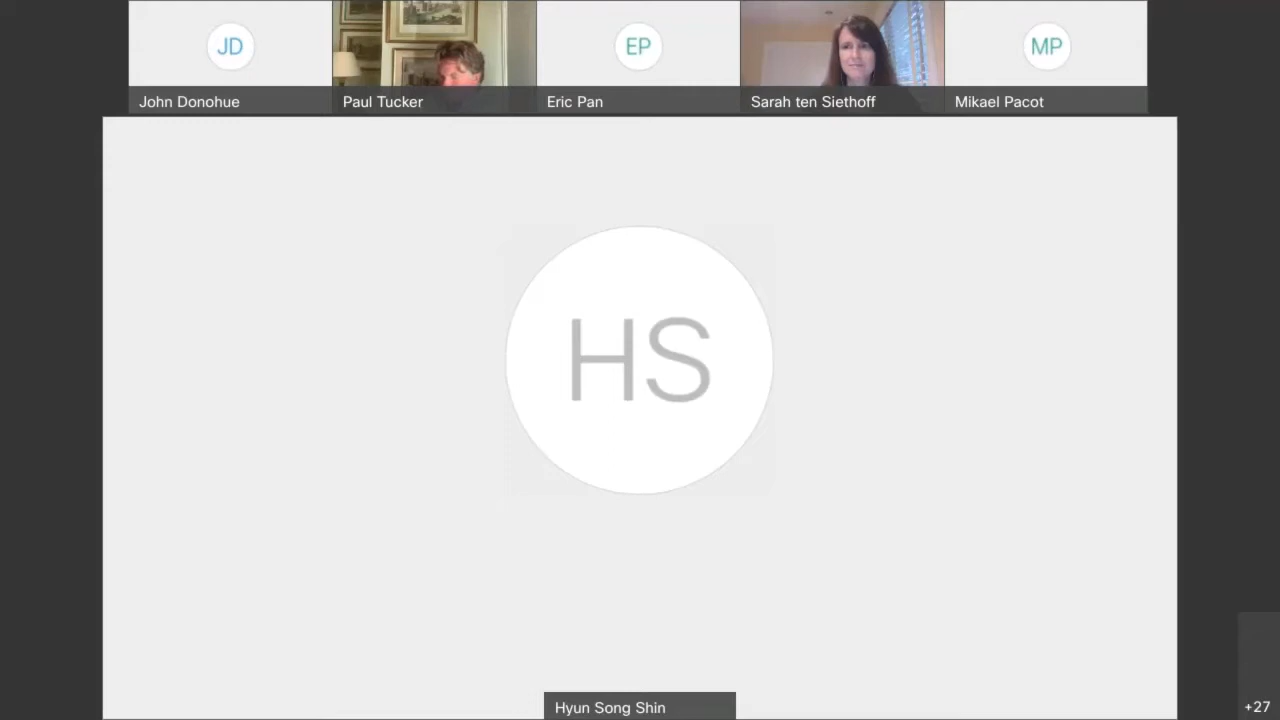 JD
EP
MP
John Donohue
Paul Tucker
Eric Pan
Sarah ten Siethoff
Mikael Pacot
HS
Hyun Song Shin
+27